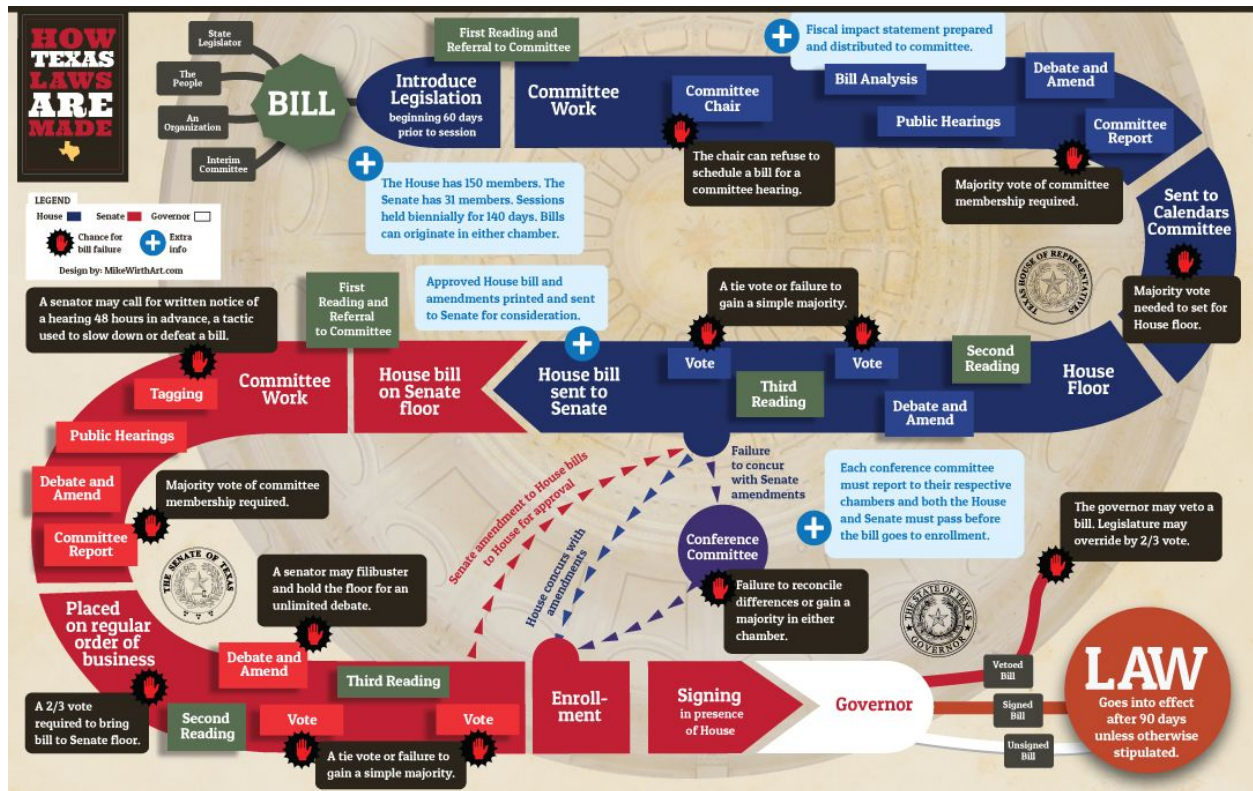 HOW
TEXAS
LAWS
ARE
MADE
State
Legislator
The
People
An
Organization
Interim
Committee
BILL
Introduce
Legislation
beginning 60 days
prior to session
First Reading and
Referral to Committee
Committee
Work
Committee
Chair
The chair can refuse to
schedule a bill for a
committee hearing.
Fiscal impact statement prepared
and distributed to committee.
Bill Analysis
Public Hearings
Debate and
Amend
Committee
Report
Majority vote of committee
membership required.
The House has 150 members. The
Senate has 31 members. Sessions
held biennially for 140 days. Bills
can originate in either chamber.
LEGEND
House
Senate
Governor
Chance for
bill failure
Extra
info
Design by: MikeWirthArt.com
Sent to
Calendars
Committee
Majority vote
needed to set for
House floor.
TEXAS HOUSE OF REPRESENTATIVES
House
Floor
Second
Reading
Debate and
Amend
Vote
Third
Reading
Vote
A tie vote or failure to
gain a simple majority.
House bill
sent to
Senate
Approved House bill and
amendments printed and sent
to Senate for consideration.
House bill
on Senate
floor
First
Reading and
Referral
to Committee
Committee
Work
A senator may call for written notice of
a hearing 48 hours in advance, a tactic
used to slow down or defeat a bill.
Tagging
Public Hearings
Debate and
Amend
Committee
Report
Majority vote of committee
membership required.
THE SENATE OF TEXAS
Placed
on regular
order of
business
A 2/3 vote
required to bring
bill to Senate floor.
Second
Reading
Debate and
Amend
A senator may filibuster
and hold the floor for an
unlimited debate.
Vote
Third Reading
Vote
A tie vote or failure to
gain a simple majority.
Senate amendment to House bills
to House for approval
House concurs with
amendments
Failure
to concur
with Senate
amendments
Conference
Committee
Each conference committee
must report to their respective
chambers and both the House
and Senate must pass before
the bill goes to enrollment.
Failure to reconcile
differences or gain a
majority in either
chamber.
Enroll-
ment
Signing
in presence
of House
Governor
THE STATE OF TEXAS
GOVERNOR
The governor may veto a
bill. Legislature may
override by 2/3 vote.
Vetoed
Bill
Signed
Bill
Unsigned
Bill
LAW
Goes into effect
after 90 days
unless otherwise
stipulated.